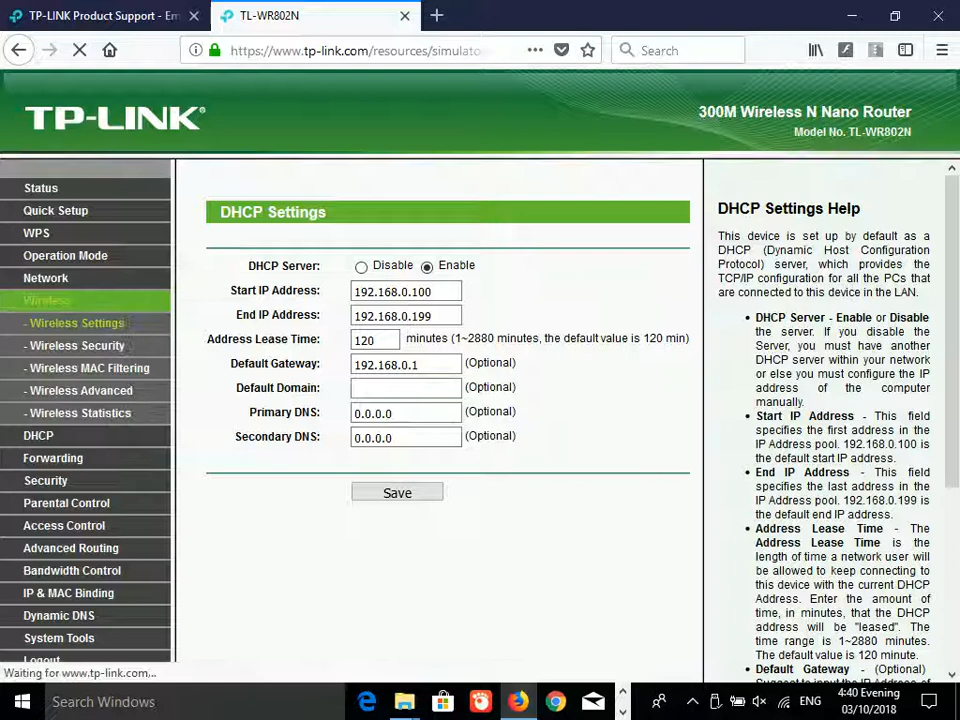 TP-LINK Product Support - Em
TL-WR802N
https://www.tp-link.com/resources/simulato
Search
TP-LINK®
300M Wireless N Nano Router
Model No. TL-WR802N
Status
Quick Setup
WPS
Operation Mode
Network
Wireless
- Wireless Settings
- Wireless Security
- Wireless MAC Filtering
- Wireless Advanced
- Wireless Statistics
DHCP
Forwarding
Security
Parental Control
Access Control
Advanced Routing
Bandwidth Control
IP & MAC Binding
Dynamic DNS
System Tools
Logout
DHCP Settings
DHCP Server: Disable Enable
Start IP Address: 192.168.0.100
End IP Address: 192.168.0.199
Address Lease Time: 120 minutes (1~2880 minutes, the default value is 120 min)
Default Gateway: 192.168.0.1 (Optional)
Default Domain: (Optional)
Primary DNS: 0.0.0.0 (Optional)
Secondary DNS: 0.0.0.0 (Optional)
Save
DHCP Settings Help
This device is set up by default as a
DHCP (Dynamic Host Configuration
Protocol) server, which provides the
TCP/IP configuration for all the PCs that
are connected to this device in the LAN.
• DHCP Server - Enable or Disable
the server. If you disable the
Server, you must have another
DHCP server within your network
or else you must configure the IP
address of the computer
manually.
• Start IP Address - This field
specifies the first address in the
IP Address pool. 192.168.0.100 is
the default start IP address.
• End IP Address - This field
specifies the last address in the
IP Address pool. 192.168.0.199 is
the default end IP address.
• Address Lease Time - The
Address Lease Time is the
length of time a network user will
be allowed to keep connecting to
this device with the current DHCP
Address. Enter the amount of
time, in minutes, that the DHCP
address will be "leased". The
time range is 1~2880 minutes.
The default value is 120 minute.
• Default Gateway - (Optional)
Suggest to input the IP Address of
Waiting for www.tp-link.com...
Search Windows
ENG
4:40 Evening
03/10/2018